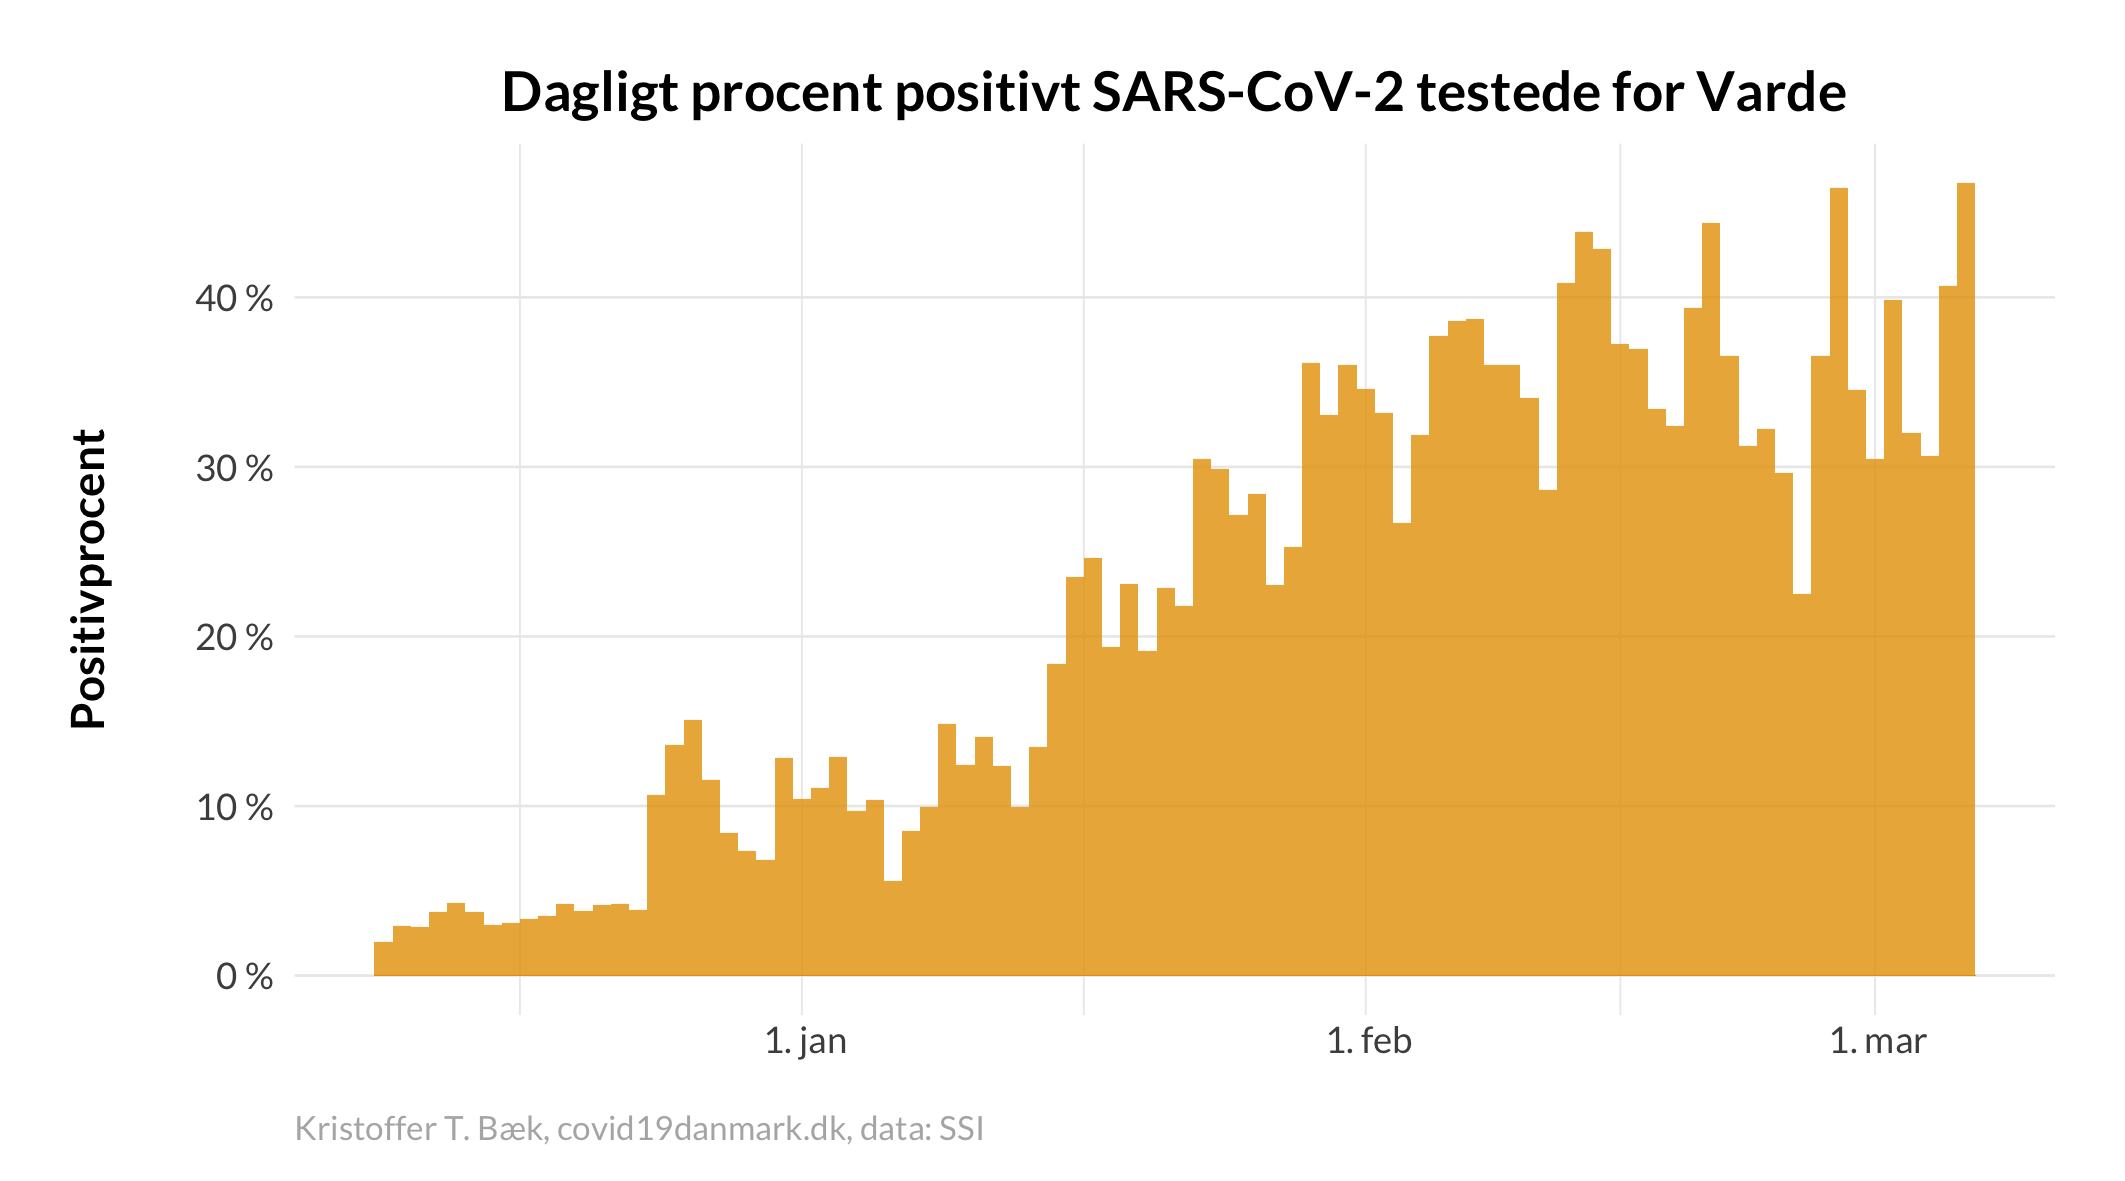 Dagligt procent positivt SARS-CoV-2 testede for Varde
Positivprocent
40 %
30 %
20 %
10 %
0 %
1. jan
1. feb
1. mar
Kristoffer T. Bæk, covid19danmark.dk, data: SSI